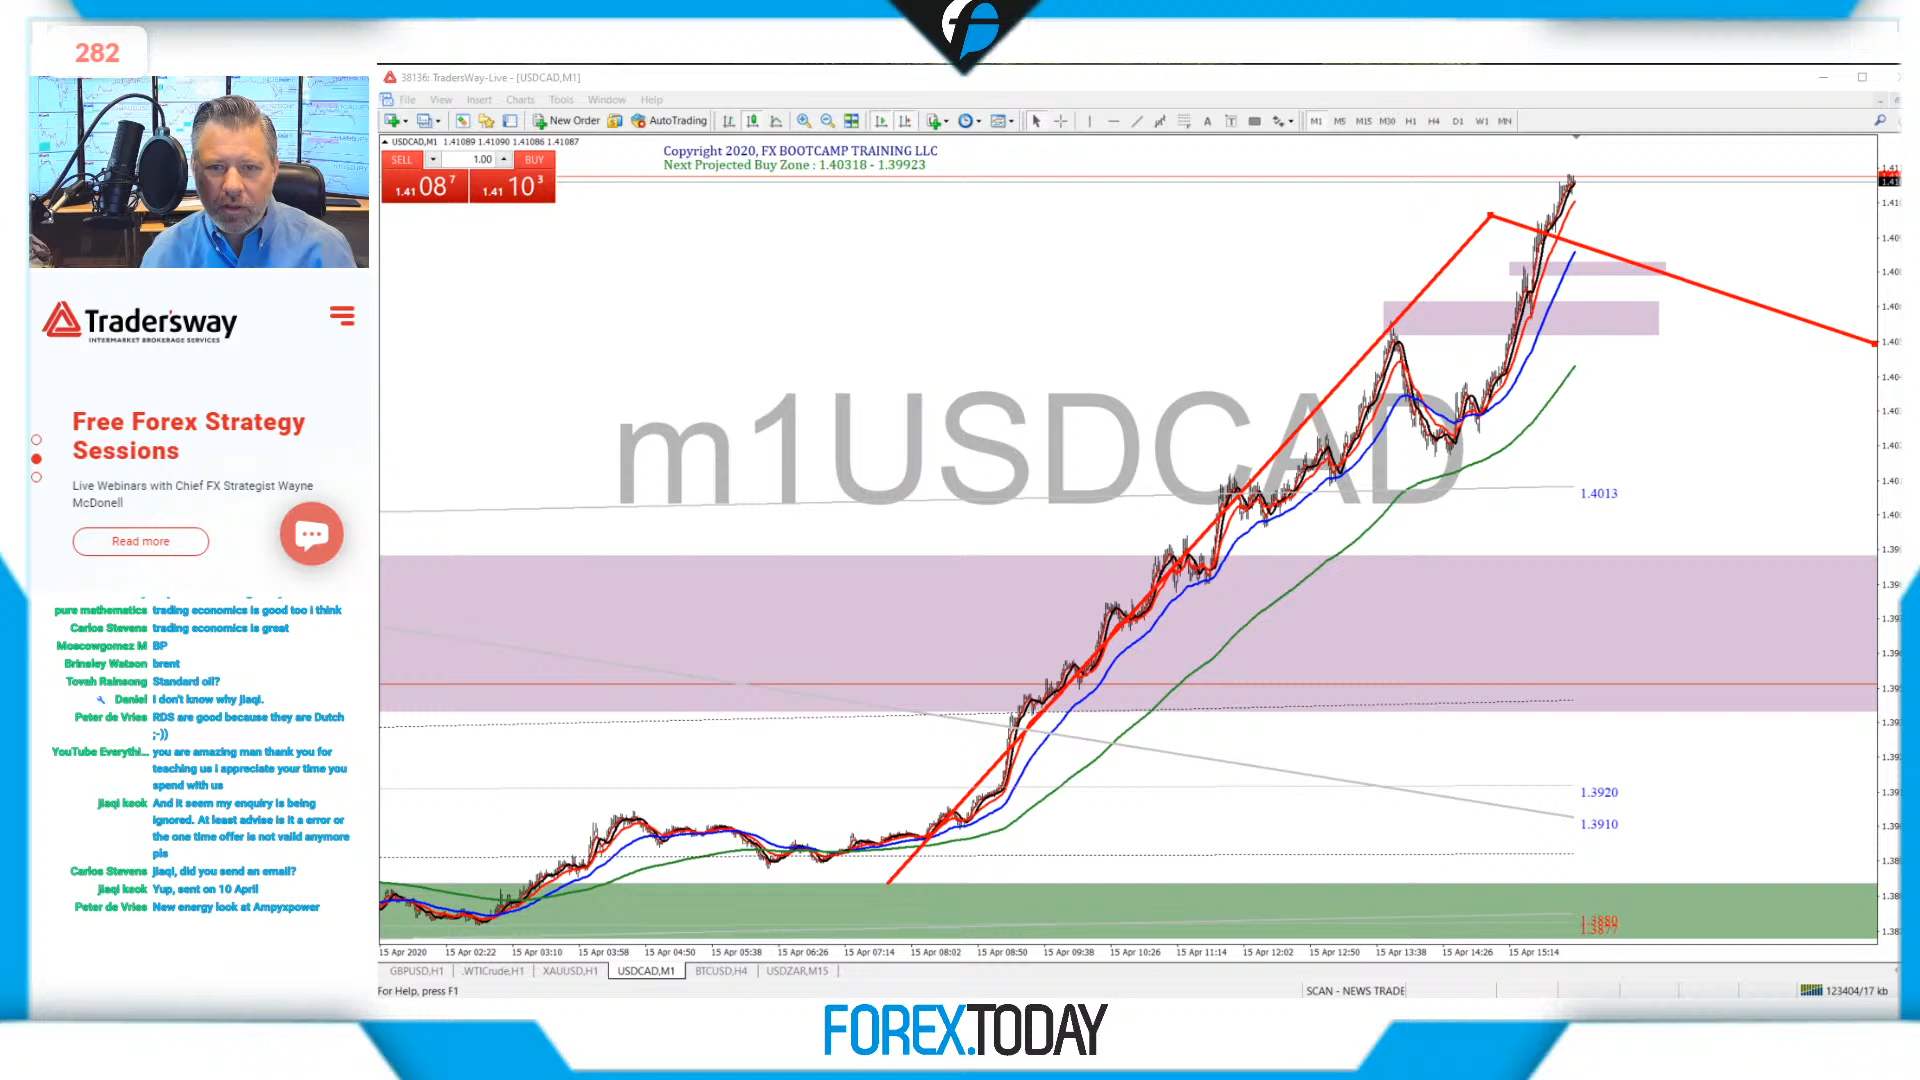 282
38136: TradersWay-Live - [USDCAD,M1]
File View Insert Charts Tools Window Help
New Order AutoTrading M1 M5 M15 M30 H1 H4 D1 W1 MN
USDCAD,M1 1.41089 1.41090 1.41086 1.41087
SELL 1.00 BUY
1.41 08 7 1.41 10 3
Copyright 2020, FX BOOTCAMP TRAINING LLC
Next Projected Buy Zone : 1.40318 - 1.39923
m1USDCAD
1.4013
1.3920
1.3910
1.3880
1.3877
Trader'sway
INTERMARKET BROKERAGE SERVICES
Free Forex Strategy
Sessions
Live Webinars with Chief FX Strategist Wayne
McDonell
Read more
pure mathematics trading economics is good too i think
Carlos Stevens trading economics is great
Moscowgomez M BP
Brinsley Watson brent
Tovah Rainsong Standard oil?
Daniel I don't know why jiaqi.
Peter de Vries RDS are good because they are Dutch
;-))
YouTube Everythi... you are amazing man thank you for
teaching us i appreciate your time you
spend with us
jiaqi keok And it seem my enquiry is being
ignored. At least advise is it a error or
the one time offer is not vaild anymore
pls
Carlos Stevens jiaqi, did you send an email?
jiaqi keok Yup, sent on 10 April
Peter de Vries New energy look at Ampyxpower
15 Apr 2020 15 Apr 02:22 15 Apr 03:10 15 Apr 03:58 15 Apr 04:50 15 Apr 05:38 15 Apr 06:26 15 Apr 07:14 15 Apr 08:02 15 Apr 08:50 15 Apr 09:38 15 Apr 10:26 15 Apr 11:14 15 Apr 12:02 15 Apr 12:50 15 Apr 13:38 15 Apr 14:26 15 Apr 15:14
GBPUSD,H1 .WTICrude,H1 XAUUSD,H1 USDCAD,M1 BTCUSD,H4 USDZAR,M15
For Help, press F1 SCAN - NEWS TRADE 123404/17 kb
FOREX.TODAY